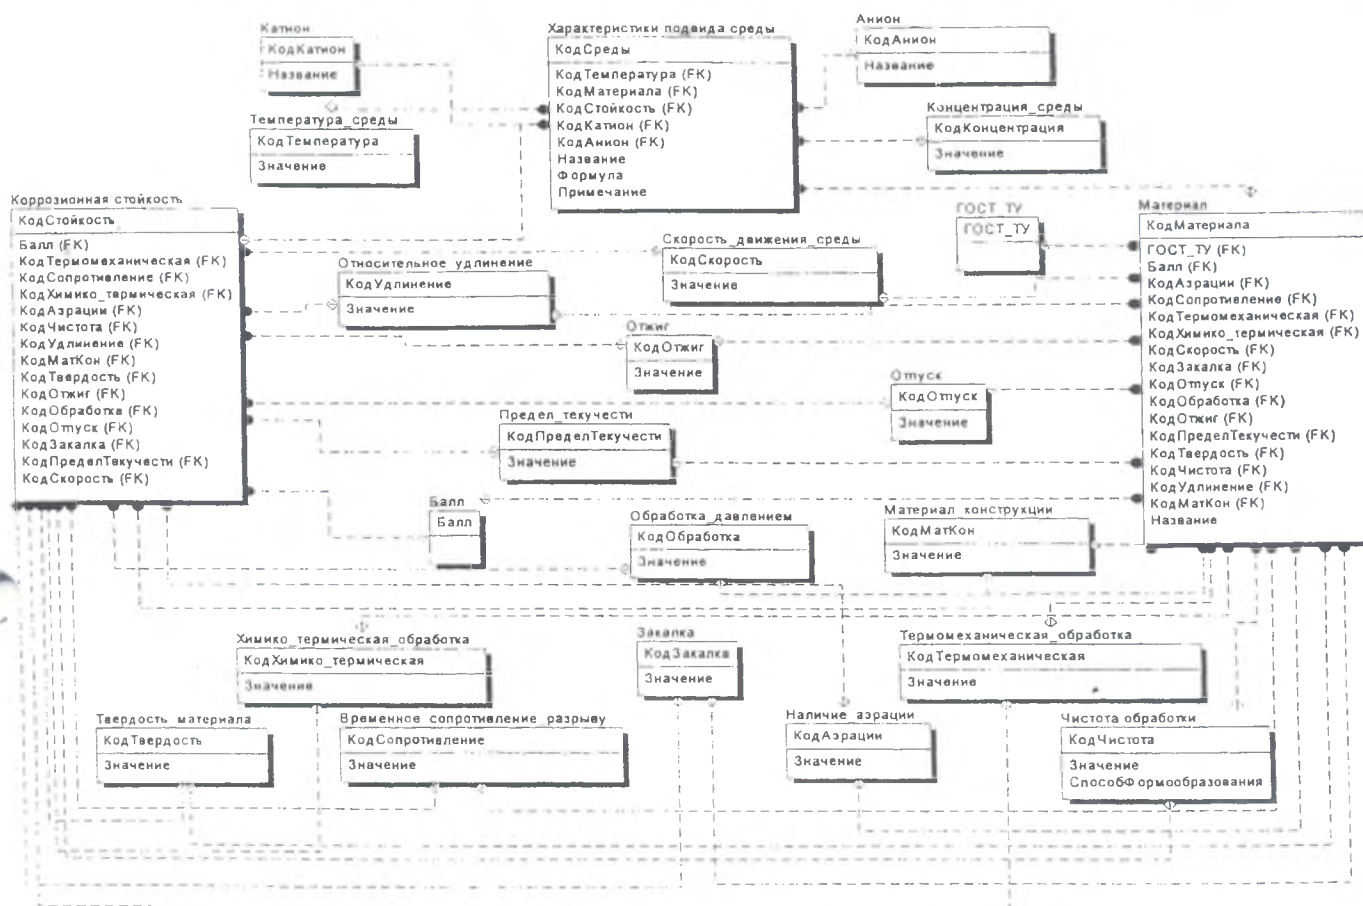 Катион
КодКатион
Название
Характеристики подвида среды
КодСреды
КодТемпература (FK)
КодМатериала (FK)
КодСтойкость (FK)
КодКатион (FK)
КодАнион (FK)
Название
Формула
Примечание
Анион
КодАнион
Название
Температура_среды
КодТемпература
Значение
Концентрация_среды
КодКонцентрация
Значение
Коррозионная стойкость
КодСтойкость
Балл (FK)
КодТермомеханическая (FK)
КодСопротивление (FK)
КодХимико_термическая (FK)
КодАэрации (FK)
КодЧистота (FK)
КодУдлинение (FK)
КодМатКон (FK)
КодТвердость (FK)
КодОтжиг (FK)
КодОбработка (FK)
КодОтпуск (FK)
КодЗакалка (FK)
КодПределТекучести (FK)
КодСкорость (FK)
Относительное_удлинение
КодУдлинение
Значение
Скорость_движения_среды
КодСкорость
Значение
ГОСТ_ТУ
ГОСТ_ТУ
Материал
КодМатериала
ГОСТ_ТУ (FK)
Балл (FK)
КодАэрации (FK)
КодСопротивление (FK)
КодТермомеханическая (FK)
КодХимико_термическая (FK)
КодСкорость (FK)
КодЗакалка (FK)
КодОтпуск (FK)
КодОбработка (FK)
КодОтжиг (FK)
КодПределТекучести (FK)
КодТвердость (FK)
КодЧистота (FK)
КодУдлинение (FK)
КодМатКон (FK)
Название
Отжиг
КодОтжиг
Значение
Отпуск
КодОтпуск
Значение
Предел_текучести
КодПределТекучести
Значение
Балл
Балл
Обработка_давлением
КодОбработка
Значение
Материал_конструкции
КодМатКон
Значение
Химико_термическая_обработка
КодХимико_термическая
Значение
Закалка
КодЗакалка
Значение
Термомеханическая_обработка
КодТермомеханическая
Значение
Твердость_материала
КодТвердость
Значение
Временное_сопротивление_разрыву
КодСопротивление
Значение
Наличие_аэрации
КодАэрации
Значение
Чистота обработки
КодЧистота
Значение
СпособФормообразования